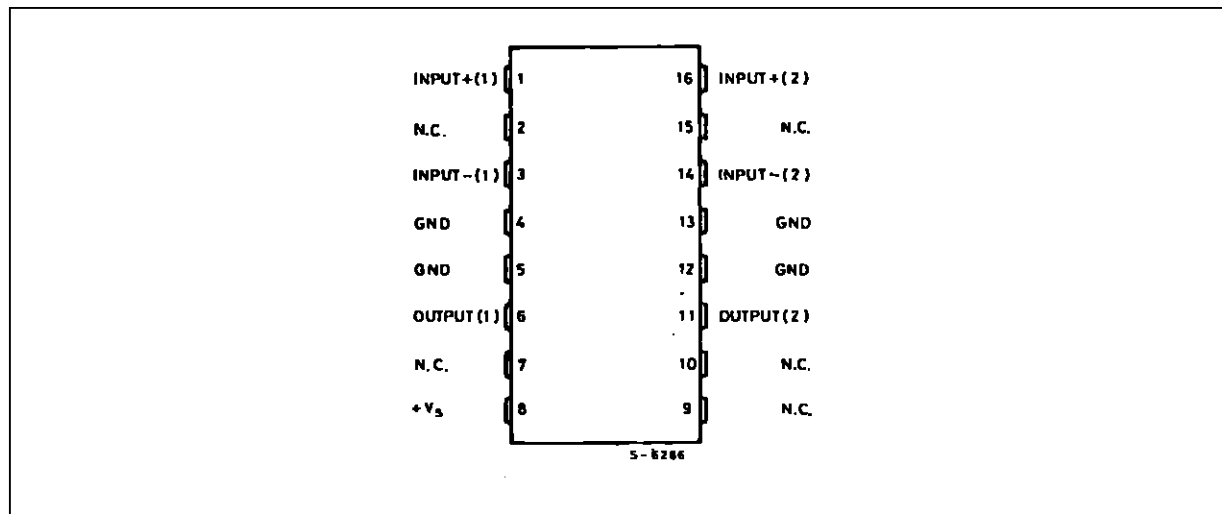 INPUT+(1) 1 16 INPUT+(2)
N.C. 2 15 N.C.
INPUT-(1) 3 14 INPUT-(2)
GND 4 13 GND
GND 5 12 GND
OUTPUT(1) 6 11 OUTPUT(2)
N.C. 7 10 N.C.
+Vs 8 9 N.C.
S-6266